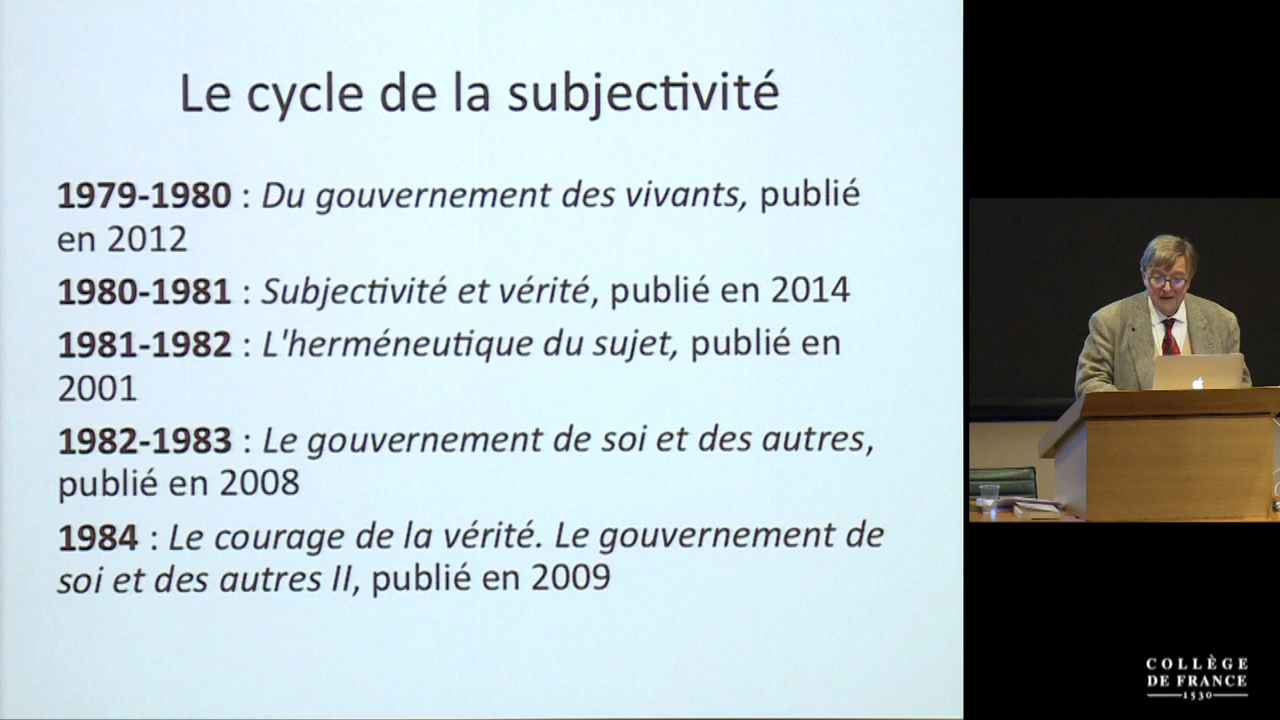 Le cycle de la subjectivité
1979-1980 : Du gouvernement des vivants, publié
en 2012
1980-1981 : Subjectivité et vérité, publié en 2014
1981-1982 : L'herméneutique du sujet, publié en
2001
1982-1983 : Le gouvernement de soi et des autres,
publié en 2008
1984 : Le courage de la vérité. Le gouvernement de
soi et des autres II, publié en 2009
COLLÈGE
DE FRANCE
1530